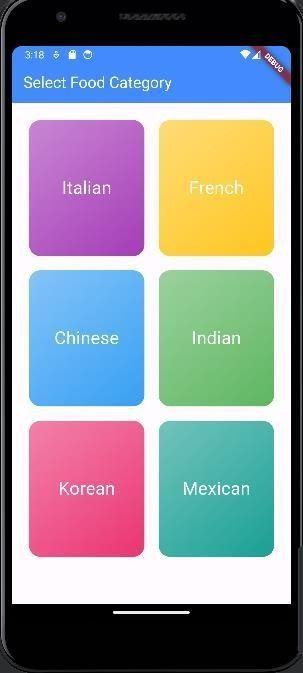 3:18
DEBUG
Select Food Category
Italian
French
Chinese
Indian
Korean
Mexican